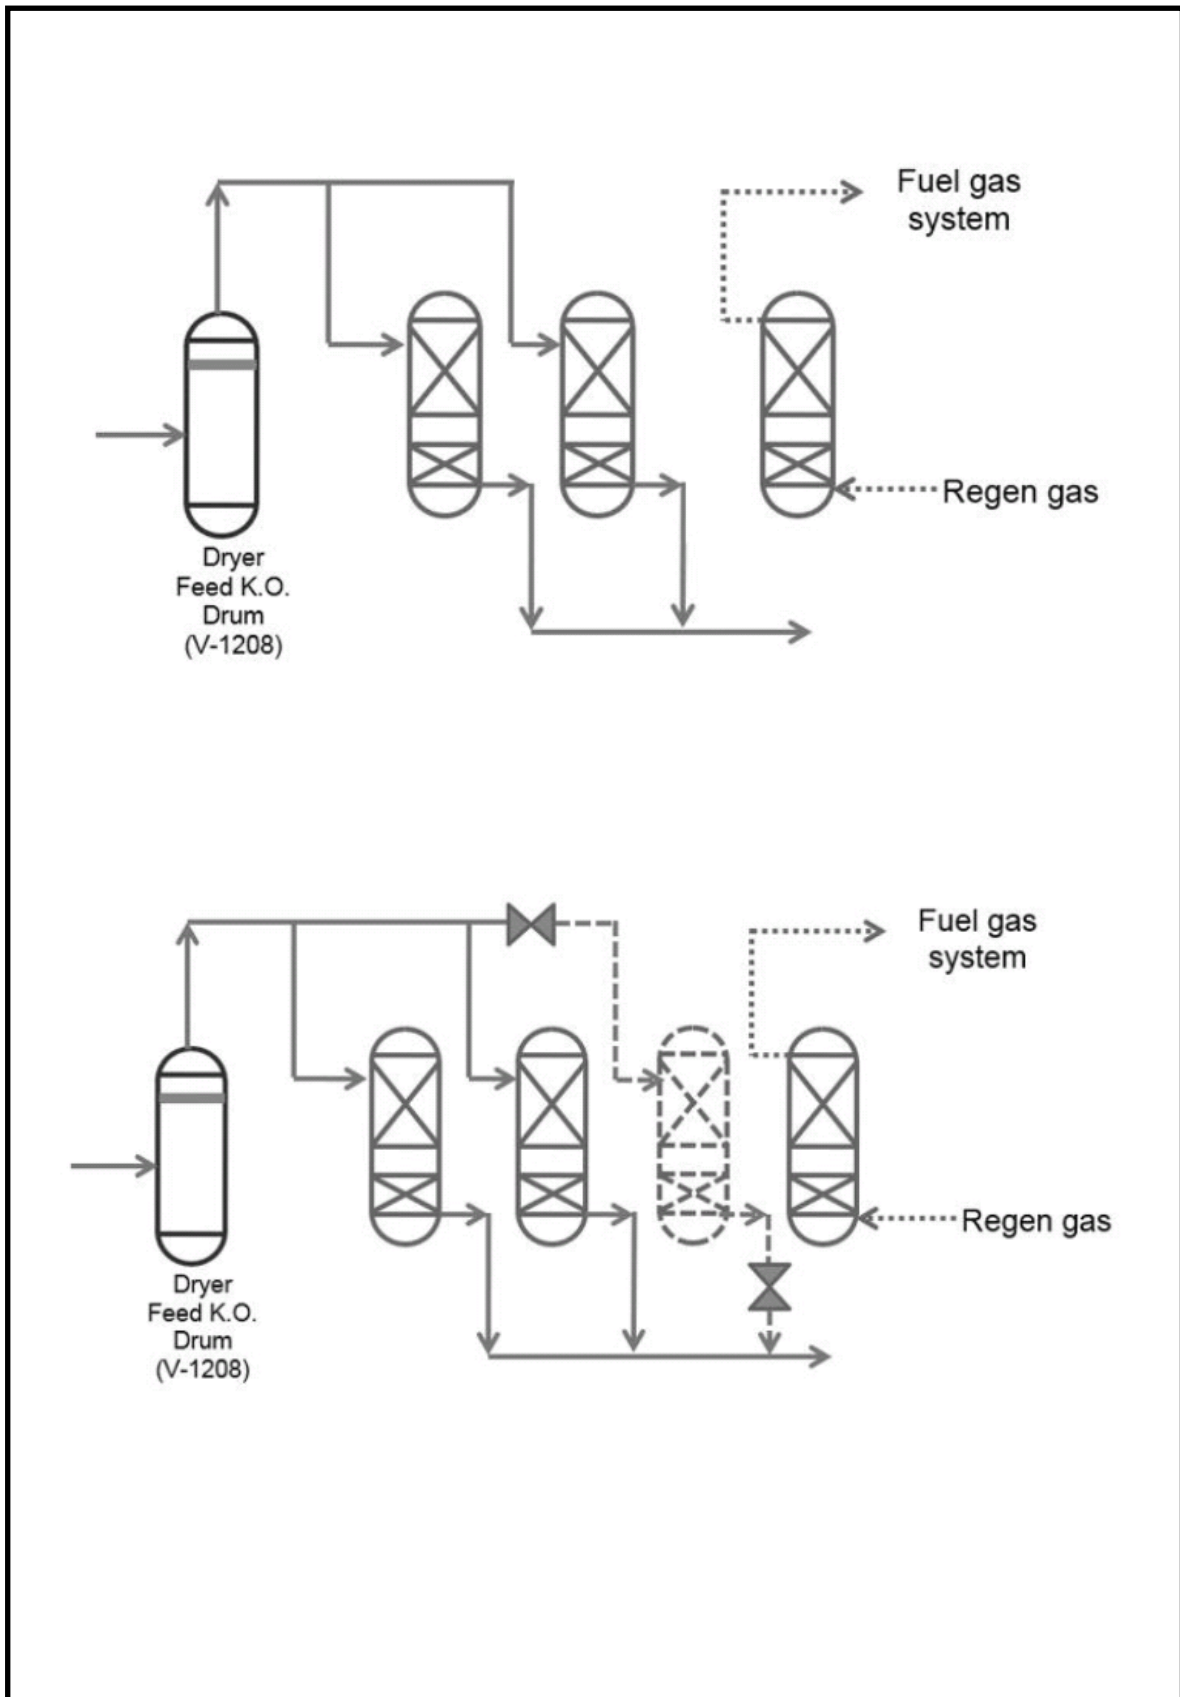 Fuel gas
system
Regen gas
Dryer
Feed K.O.
Drum
(V-1208)
Fuel gas
system
Regen gas
Dryer
Feed K.O.
Drum
(V-1208)